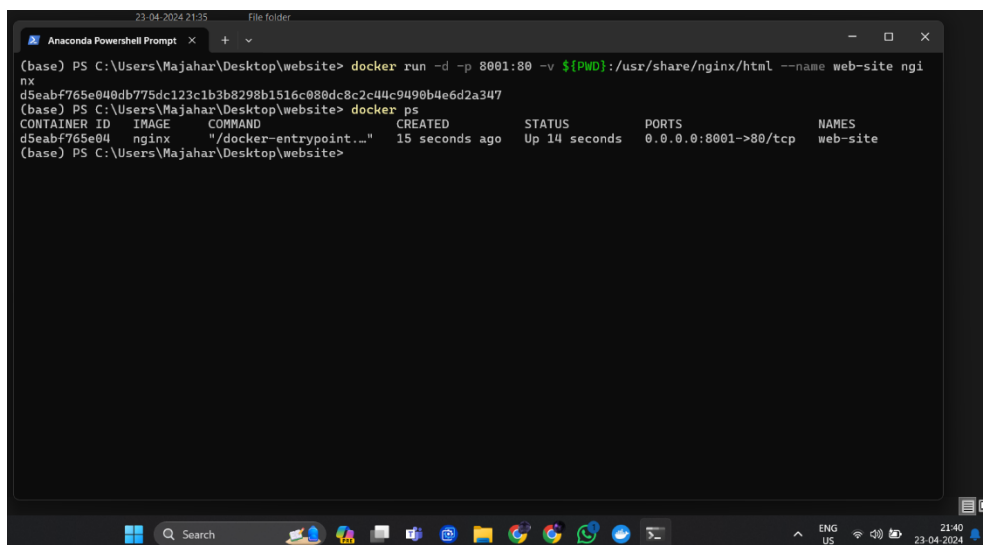 23-04-2024 21:35 File folder
Anaconda Powershell Prompt
(base) PS C:\Users\Majahar\Desktop\website> docker run -d -p 8001:80 -v ${PWD}:/usr/share/nginx/html --name web-site ngi
nx
d5eabf765e040db775dc123c1b3b8298b1516c080dc8c2c44c9490b4e6d2a347
(base) PS C:\Users\Majahar\Desktop\website> docker ps
CONTAINER ID IMAGE COMMAND CREATED STATUS PORTS NAMES
d5eabf765e04 nginx "/docker-entrypoint.…" 15 seconds ago Up 14 seconds 0.0.0.0:8001->80/tcp web-site
(base) PS C:\Users\Majahar\Desktop\website>
Search
ENG
US
21:40
23-04-2024